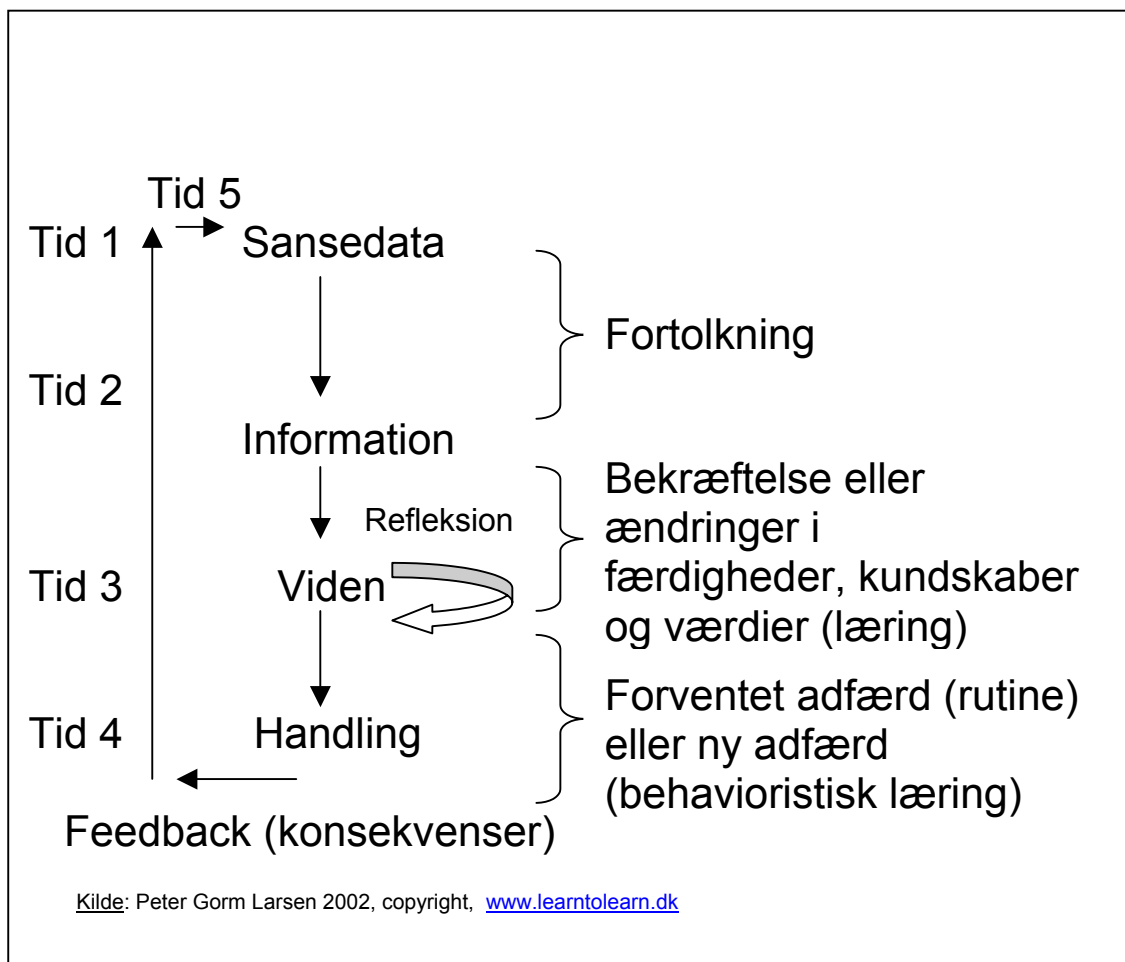 Tid 5
Tid 1
Sansedata
Fortolkning
Tid 2
Information
Bekræftelse eller
ændringer i
færdigheder, kundskaber
og værdier (læring)
Refleksion
Tid 3
Viden
Forventet adfærd (rutine)
eller ny adfærd
(behavioristisk læring)
Tid 4
Handling
Feedback (konsekvenser)
Kilde: Peter Gorm Larsen 2002, copyright, www.learntolearn.dk